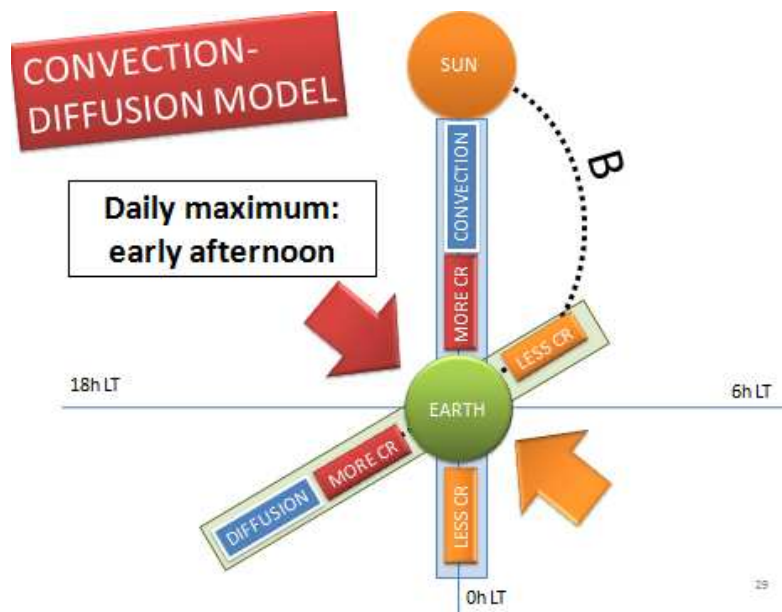 CONVECTION-
DIFFUSION MODEL
SUN
CONVECTION
B
Daily maximum:
early afternoon
MORE CR
LESS CR
18h LT
6h LT
EARTH
MORE CR
DIFFUSION
LESS CR
0h LT
29